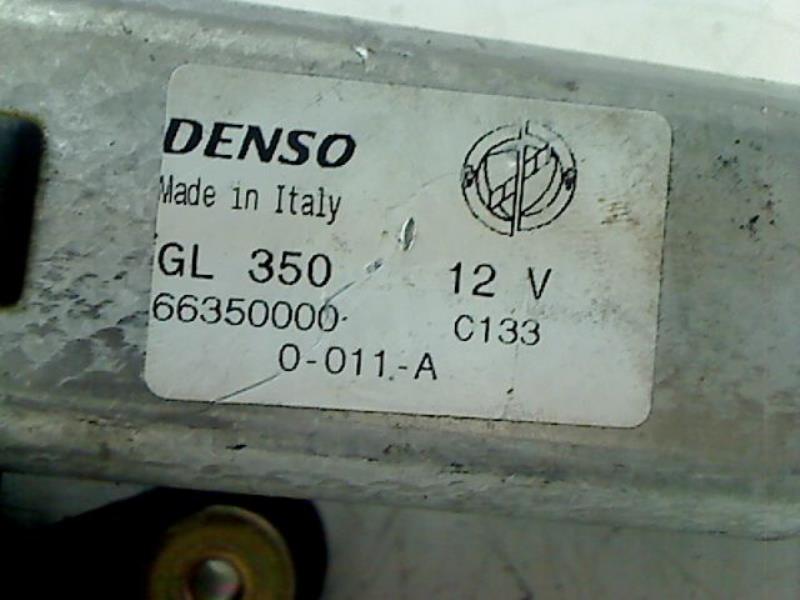 DENSO
Made in Italy
GL 350 12 V
66350000 C133
0-011-A